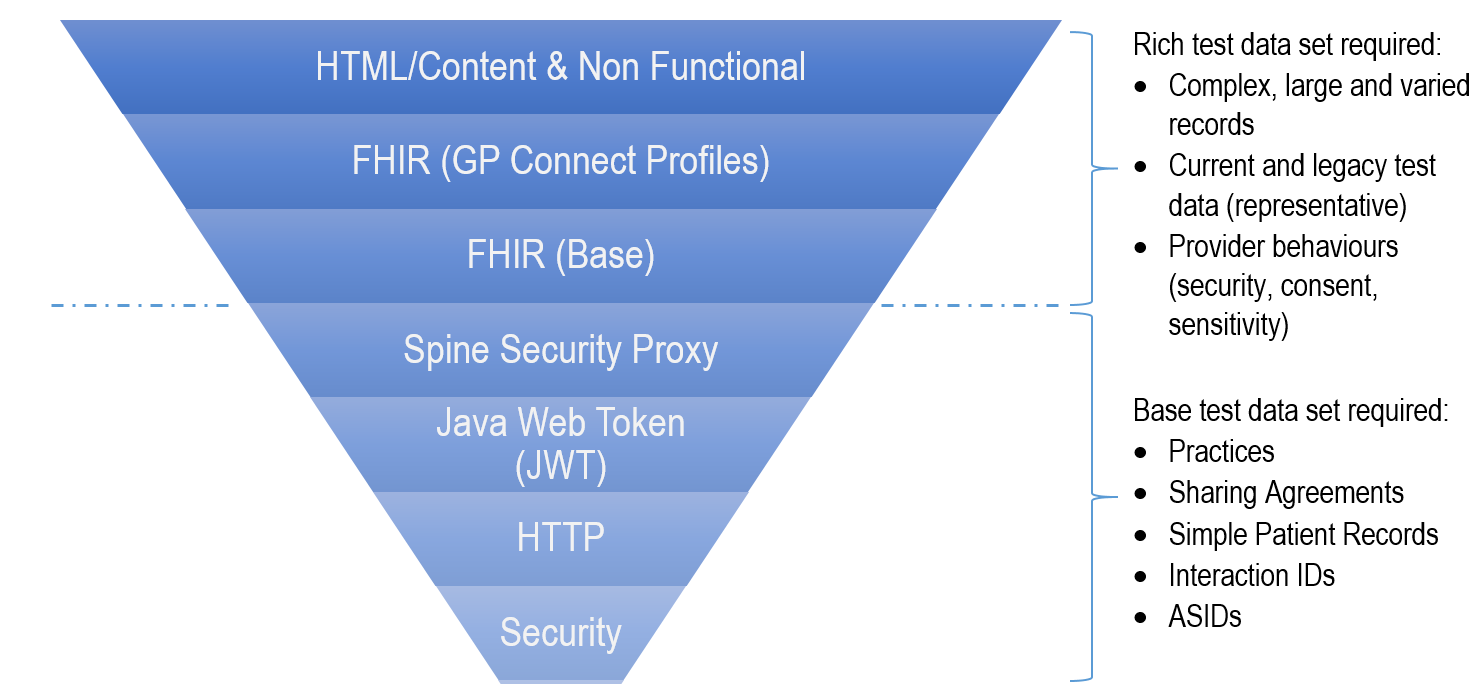 HTML/Content & Non Functional
FHIR (GP Connect Profiles)
FHIR (Base)
Spine Security Proxy
Java Web Token
(JWT)
HTTP
Security
Rich test data set required:
• Complex, large and varied
records
• Current and legacy test
data (representative)
• Provider behaviours
(security, consent,
sensitivity)
Base test data set required:
• Practices
• Sharing Agreements
• Simple Patient Records
• Interaction IDs
• ASIDs